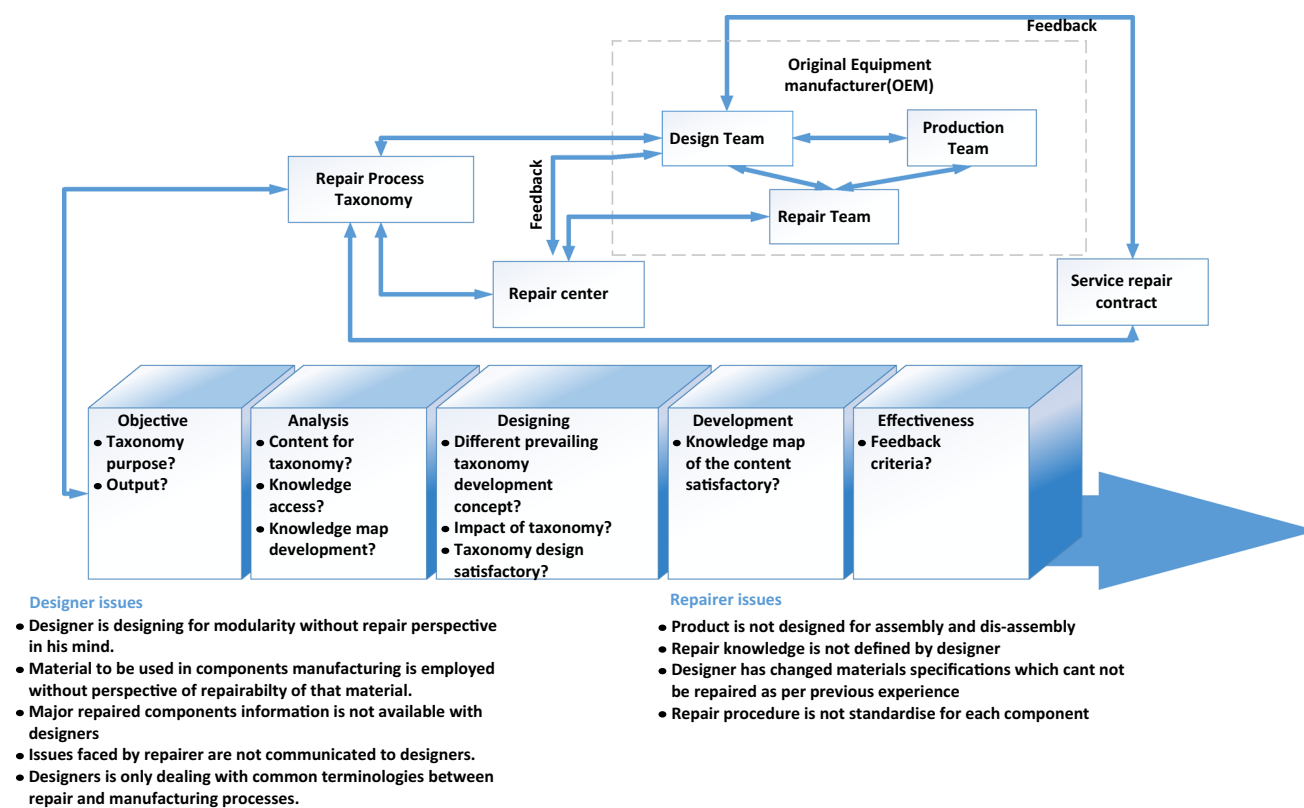 Feedback
Original Equipment
manufacturer(OEM)
Design Team
Production
Team
Repair Process
Taxonomy
Feedback
Repair Team
Repair center
Service repair
contract
Objective
• Taxonomy
purpose?
• Output?
Analysis
• Content for
taxonomy?
• Knowledge
access?
• Knowledge map
development?
Designing
• Different prevailing
taxonomy
development
concept?
• Impact of taxonomy?
• Taxonomy design
satisfactory?
Development
• Knowledge map
of the content
satisfactory?
Effectiveness
• Feedback
criteria?
Designer issues
• Designer is designing for modularity without repair perspective
in his mind.
• Material to be used in components manufacturing is employed
without perspective of repairabilty of that material.
• Major repaired components information is not available with
designers
• Issues faced by repairer are not communicated to designers.
• Designers is only dealing with common terminologies between
repair and manufacturing processes.
Repairer issues
• Product is not designed for assembly and dis-assembly
• Repair knowledge is not defined by designer
• Designer has changed materials specifications which cant not
be repaired as per previous experience
• Repair procedure is not standardise for each component